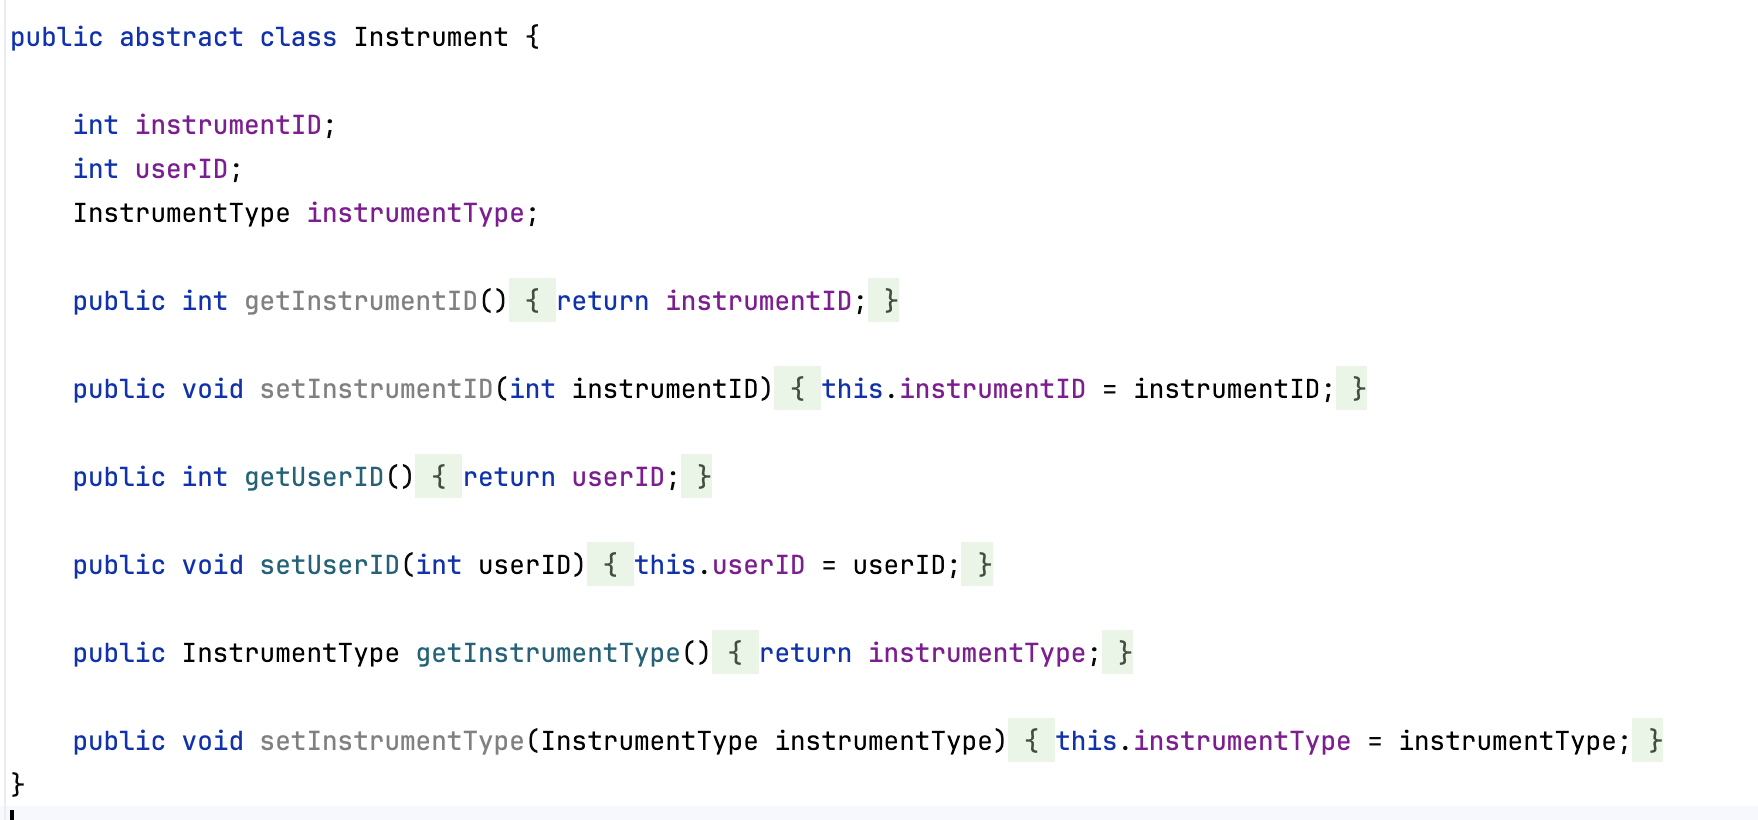 public abstract class Instrument {
int instrumentID;
int userID;
InstrumentType instrumentType;
public int getInstrumentID() { return instrumentID; }
public void setInstrumentID(int instrumentID) { this.instrumentID = instrumentID; }
public int getUserID() { return userID; }
public void setUserID(int userID) { this.userID = userID; }
public InstrumentType getInstrumentType() { return instrumentType; }
public void setInstrumentType(InstrumentType instrumentType) { this.instrumentType = instrumentType; }
}